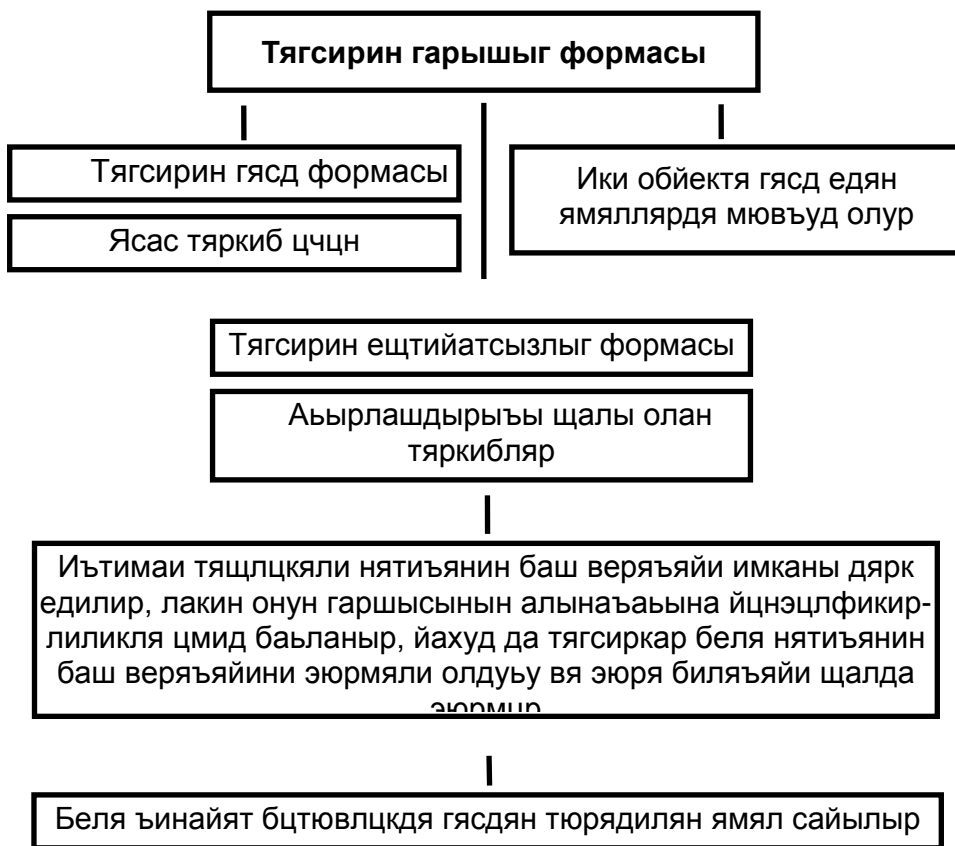 Тягсирин гарышыг формасы
Тягсирин гясд формасы
Ясас тяркиб цчцн
Ики обйектя гясд едян
ямяллярдя мювъуд олур
Тягсирин ещтийатсызлыг формасы
Аьырлашдырыъы щалы олан
тяркибляр
Иътимаи тящлцкяли нятиъянин баш веряъяйи имканы дярк
едилир, лакин онун гаршысынын алынаъаьына йцнэцлфикир-
лиликля цмид баьланыр, йахуд да тягсиркар беля нятиъянин
баш веряъяйини эюрмяли олдуьу вя эюря биляъяйи щалда
эюрмцр
Беля ъинайят бцтювлцкдя гясдян тюрядилян ямял сайылыр